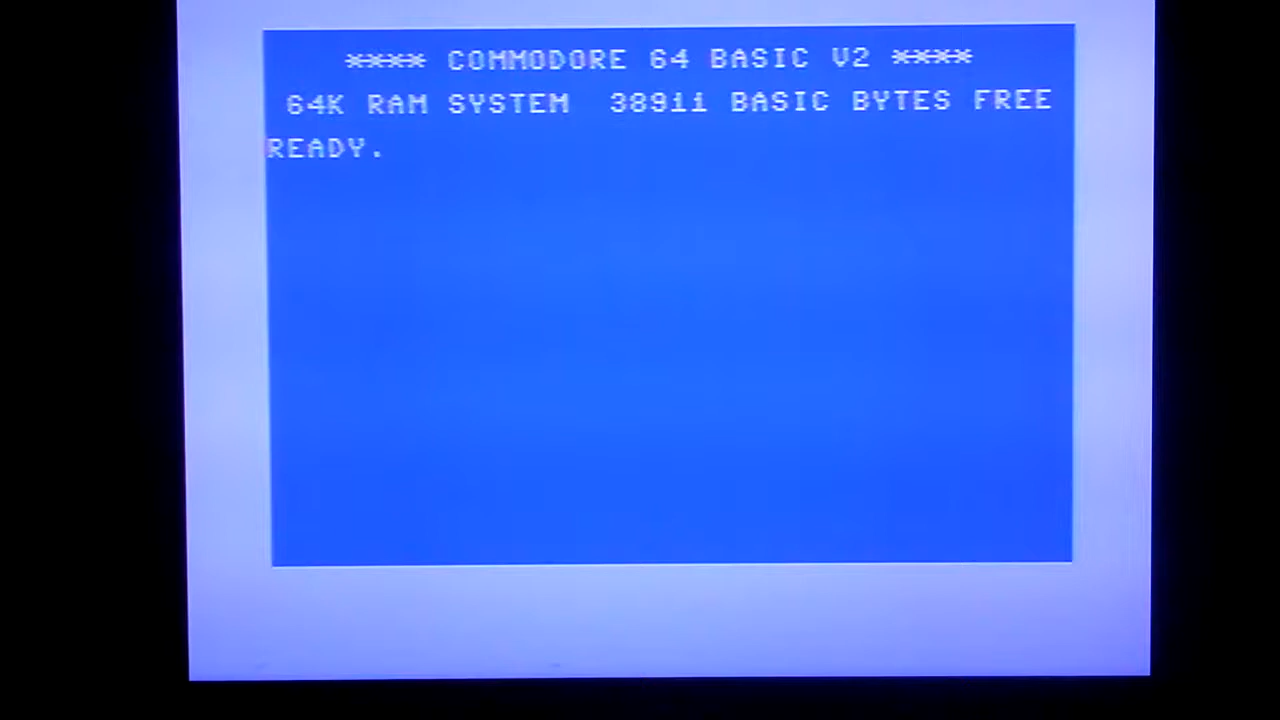 **** COMMODORE 64 BASIC V2 ****
64K RAM SYSTEM  38911 BASIC BYTES FREE
READY.